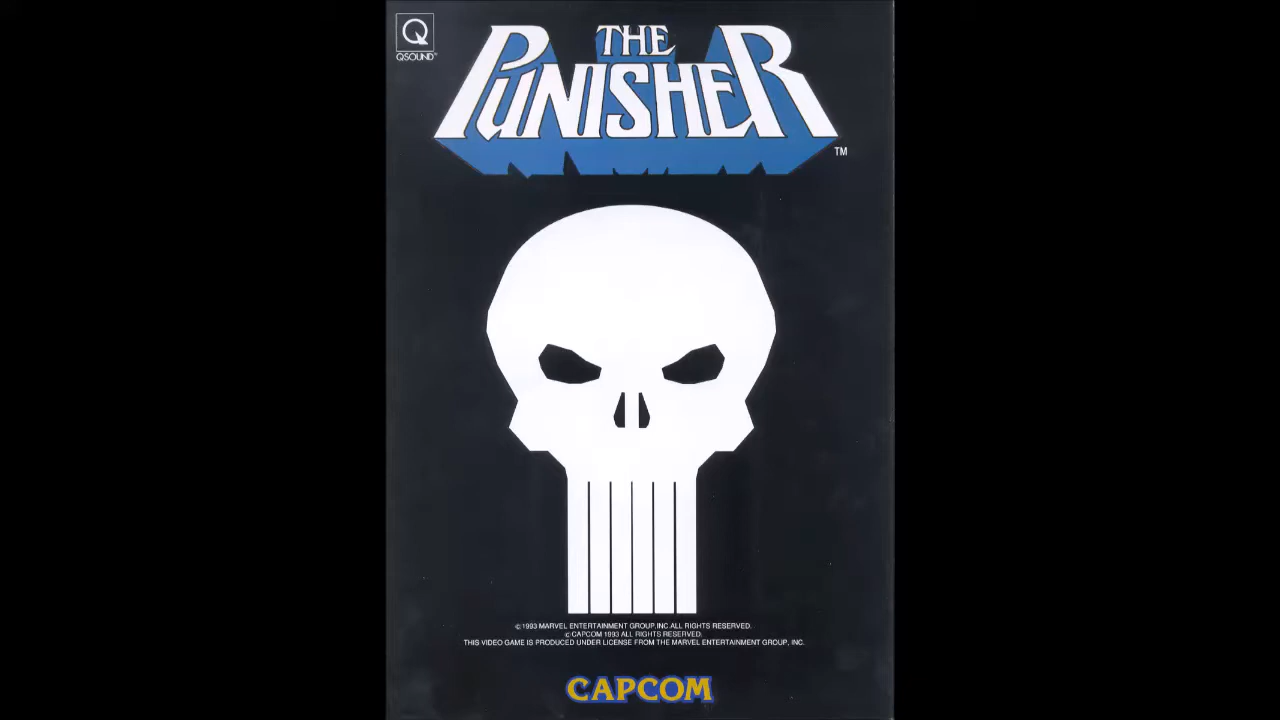 Q
QSOUND™
THE
PUNISHER
TM
©1993 MARVEL ENTERTAINMENT GROUP,INC ALL RIGHTS RESERVED.
©CAPCOM 1993 ALL RIGHTS RESERVED.
THIS VIDEO GAME IS PRODUCED UNDER LICENSE FROM THE MARVEL ENTERTAINMENT GROUP, INC.
CAPCOM